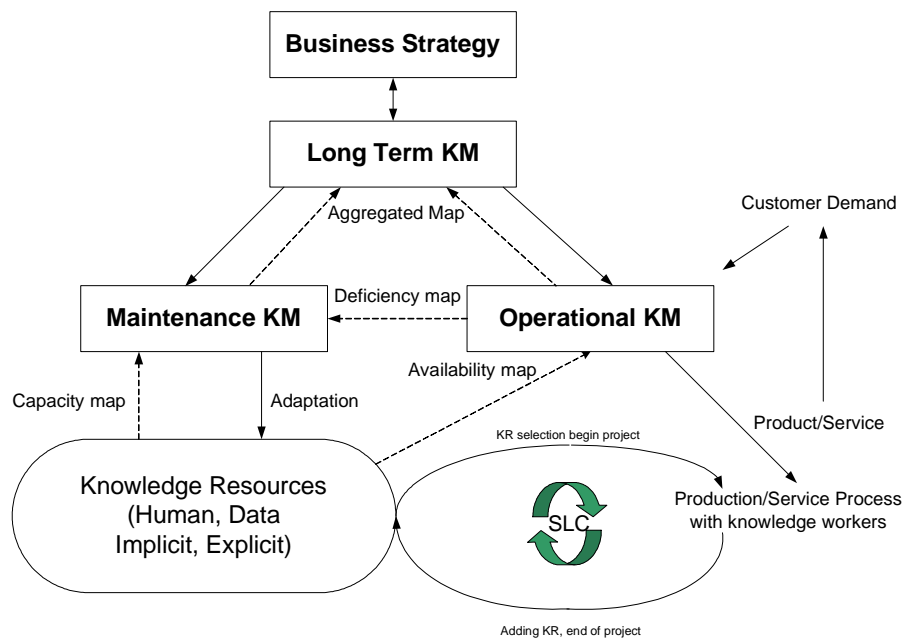 Business Strategy
Long Term KM
Aggregated Map
Customer Demand
Deficiency map
Maintenance KM
Operational KM
Availability map
Capacity map
Adaptation
Product/Service
KR selection begin project
Knowledge Resources
(Human, Data
Implicit, Explicit)
SLC
Production/Service Process
with knowledge workers
Adding KR, end of project